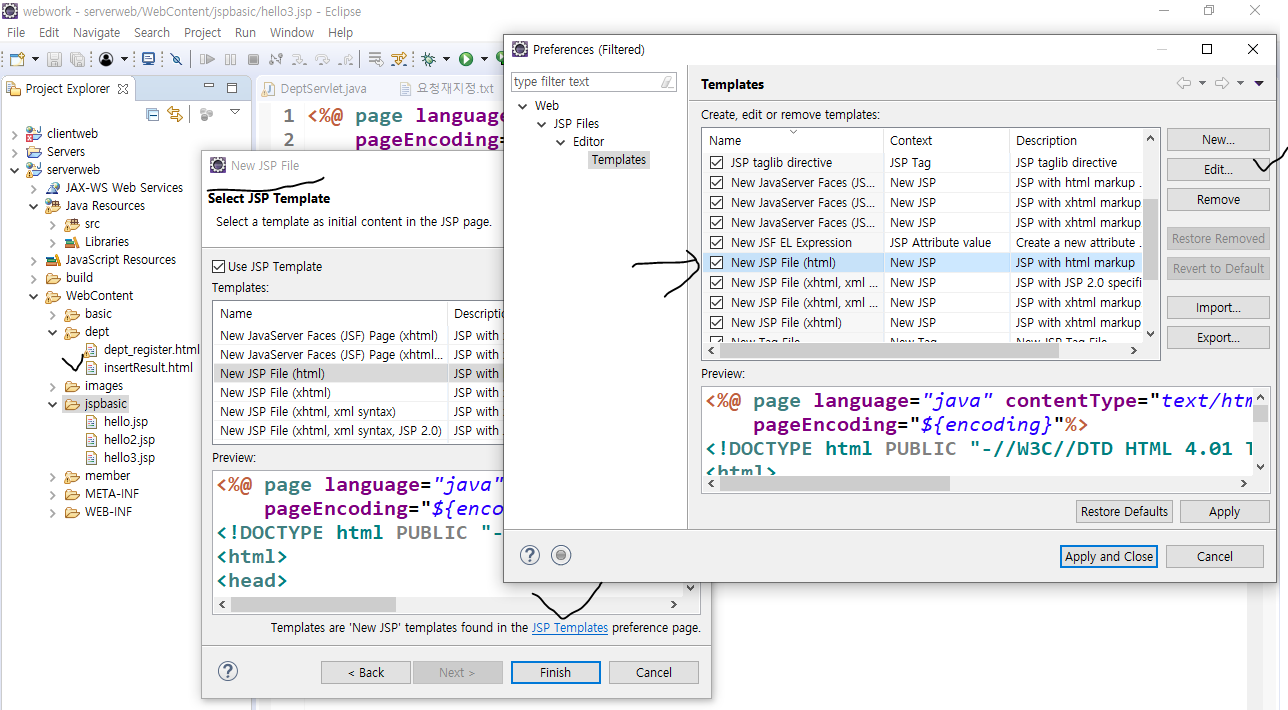 webwork - serverweb/WebContent/jspbasic/hello3.jsp - Eclipse
File Edit Navigate Search Project Run Window Help
Project Explorer
DeptServlet.java
요청재지정.txt
1 <%@ page language
2 pageEncoding=
clientweb
Servers
serverweb
JAX-WS Web Services
Java Resources
src
Libraries
JavaScript Resources
build
WebContent
basic
dept
dept_register.html
insertResult.html
images
jspbasic
hello.jsp
hello2.jsp
hello3.jsp
member
META-INF
WEB-INF
New JSP File
Select JSP Template
Select a template as initial content in the JSP page.
Use JSP Template
Templates:
Name Descriptio
New JavaServer Faces (JSF) Page (xhtml) JSP with
New JavaServer Faces (JSF) Page (xhtml... JSP with
New JSP File (html) JSP with
New JSP File (xhtml) JSP with
New JSP File (xhtml, xml syntax) JSP with
New JSP File (xhtml, xml syntax, JSP 2.0) JSP with
Preview:
<%@ page language="java"
pageEncoding="${enco
<!DOCTYPE html PUBLIC "-
<html>
<head>
Templates are 'New JSP' templates found in the JSP Templates preference page.
< Back
Next >
Finish
Cancel
Preferences (Filtered)
type filter text
Web
JSP Files
Editor
Templates
Templates
Create, edit or remove templates:
Name Context Description
JSP taglib directive JSP Tag JSP taglib directive
New JavaServer Faces (JS... New JSP JSP with html markup .
New JavaServer Faces (JS... New JSP JSP with xhtml markup
New JavaServer Faces (JS... New JSP JSP with xhtml markup
New JSF EL Expression JSP Attribute value Create a new attribute .
New JSP File (html) New JSP JSP with html markup
New JSP File (xhtml, xml ... New JSP JSP with JSP 2.0 specifi
New JSP File (xhtml, xml ... New JSP JSP with xhtml markup
New JSP File (xhtml) New JSP JSP with xhtml markup
New Tag File New Tag New JSP Tag File
New...
Edit...
Remove
Restore Removed
Revert to Default
Import...
Export...
Preview:
<%@ page language="java" contentType="text/htm
pageEncoding="${encoding}"%>
<!DOCTYPE html PUBLIC "-//W3C//DTD HTML 4.01 T
<html>
Restore Defaults
Apply
Apply and Close
Cancel